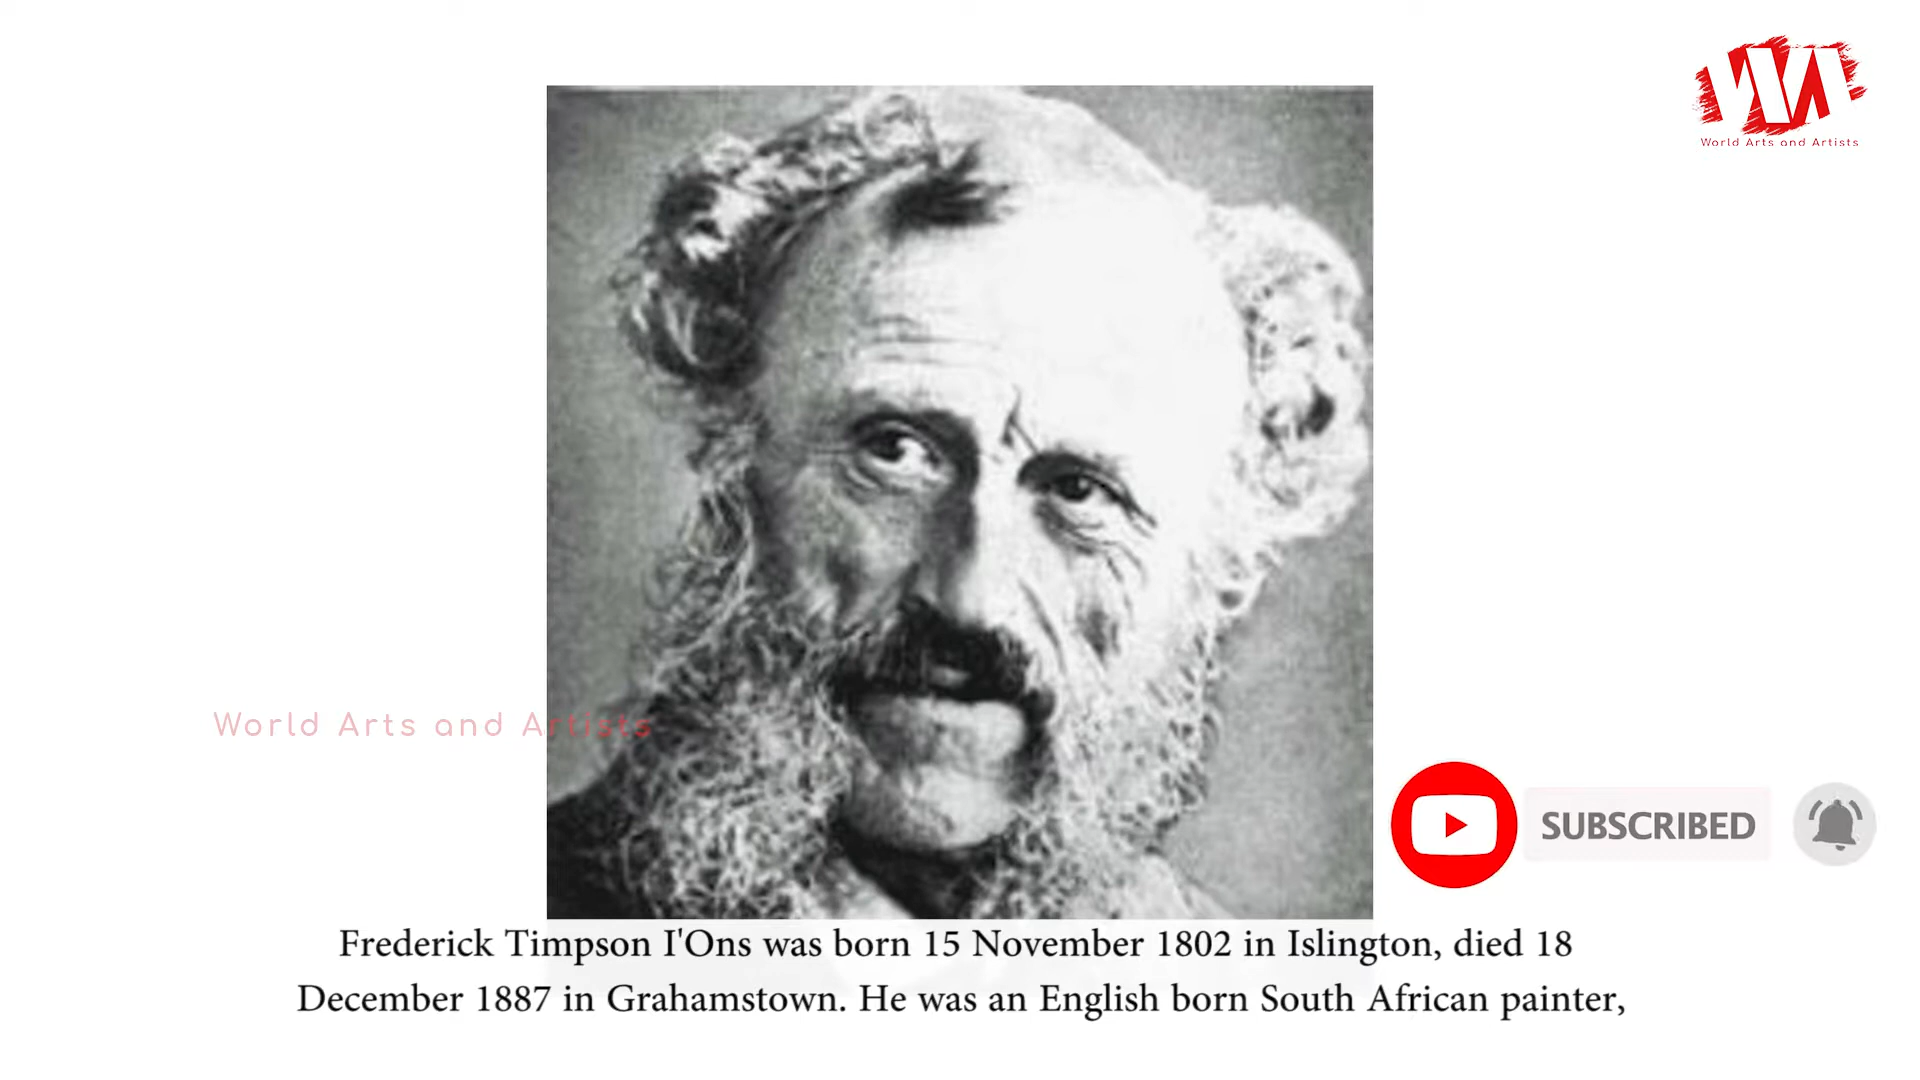 World Arts and Artists
World Arts and Artists
SUBSCRIBED
Frederick Timpson I'Ons was born 15 November 1802 in Islington, died 18
December 1887 in Grahamstown. He was an English born South African painter,